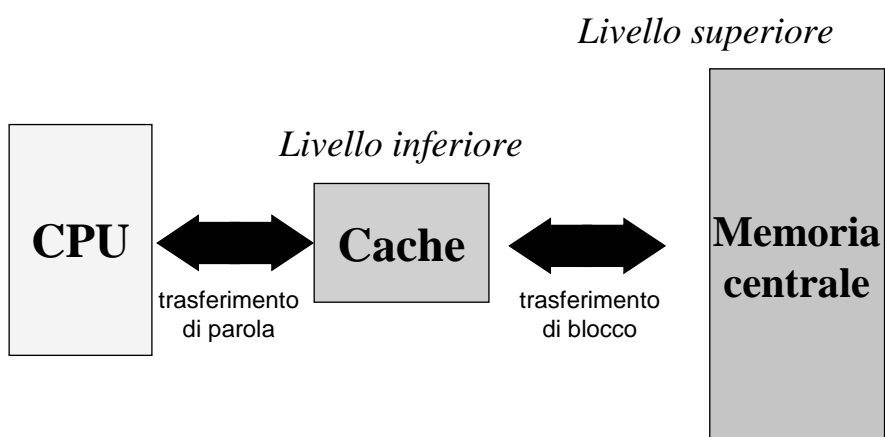 Livello superiore
Livello inferiore
CPU
Cache
Memoria
centrale
trasferimento
di parola
trasferimento
di blocco